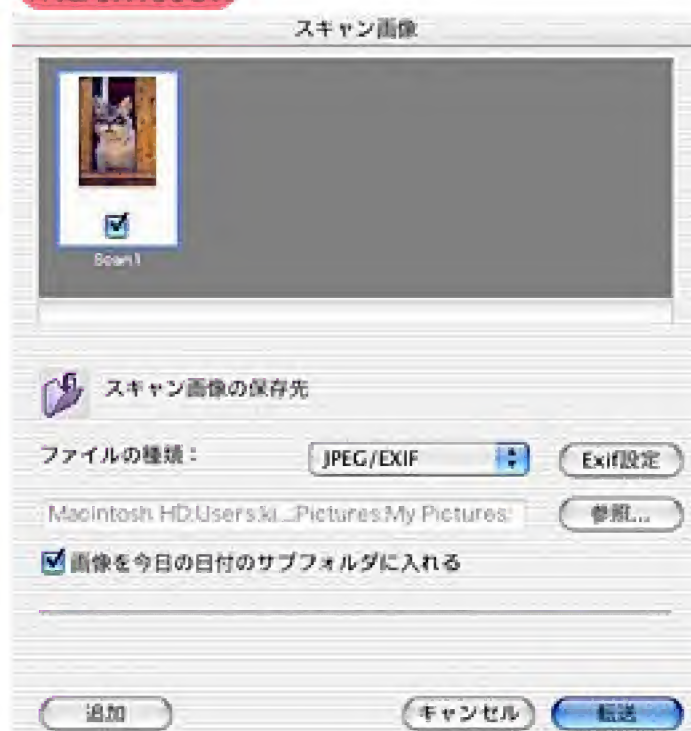 スキャン画像
Scan1
スキャン画像の保存先
ファイルの種類：
JPEG/EXIF
Exif設定
Macintosh HD:Users:ki...Pictures:My Pictures:
参照...
画像を今日の日付のサブフォルダに入れる
追加
キャンセル
転送